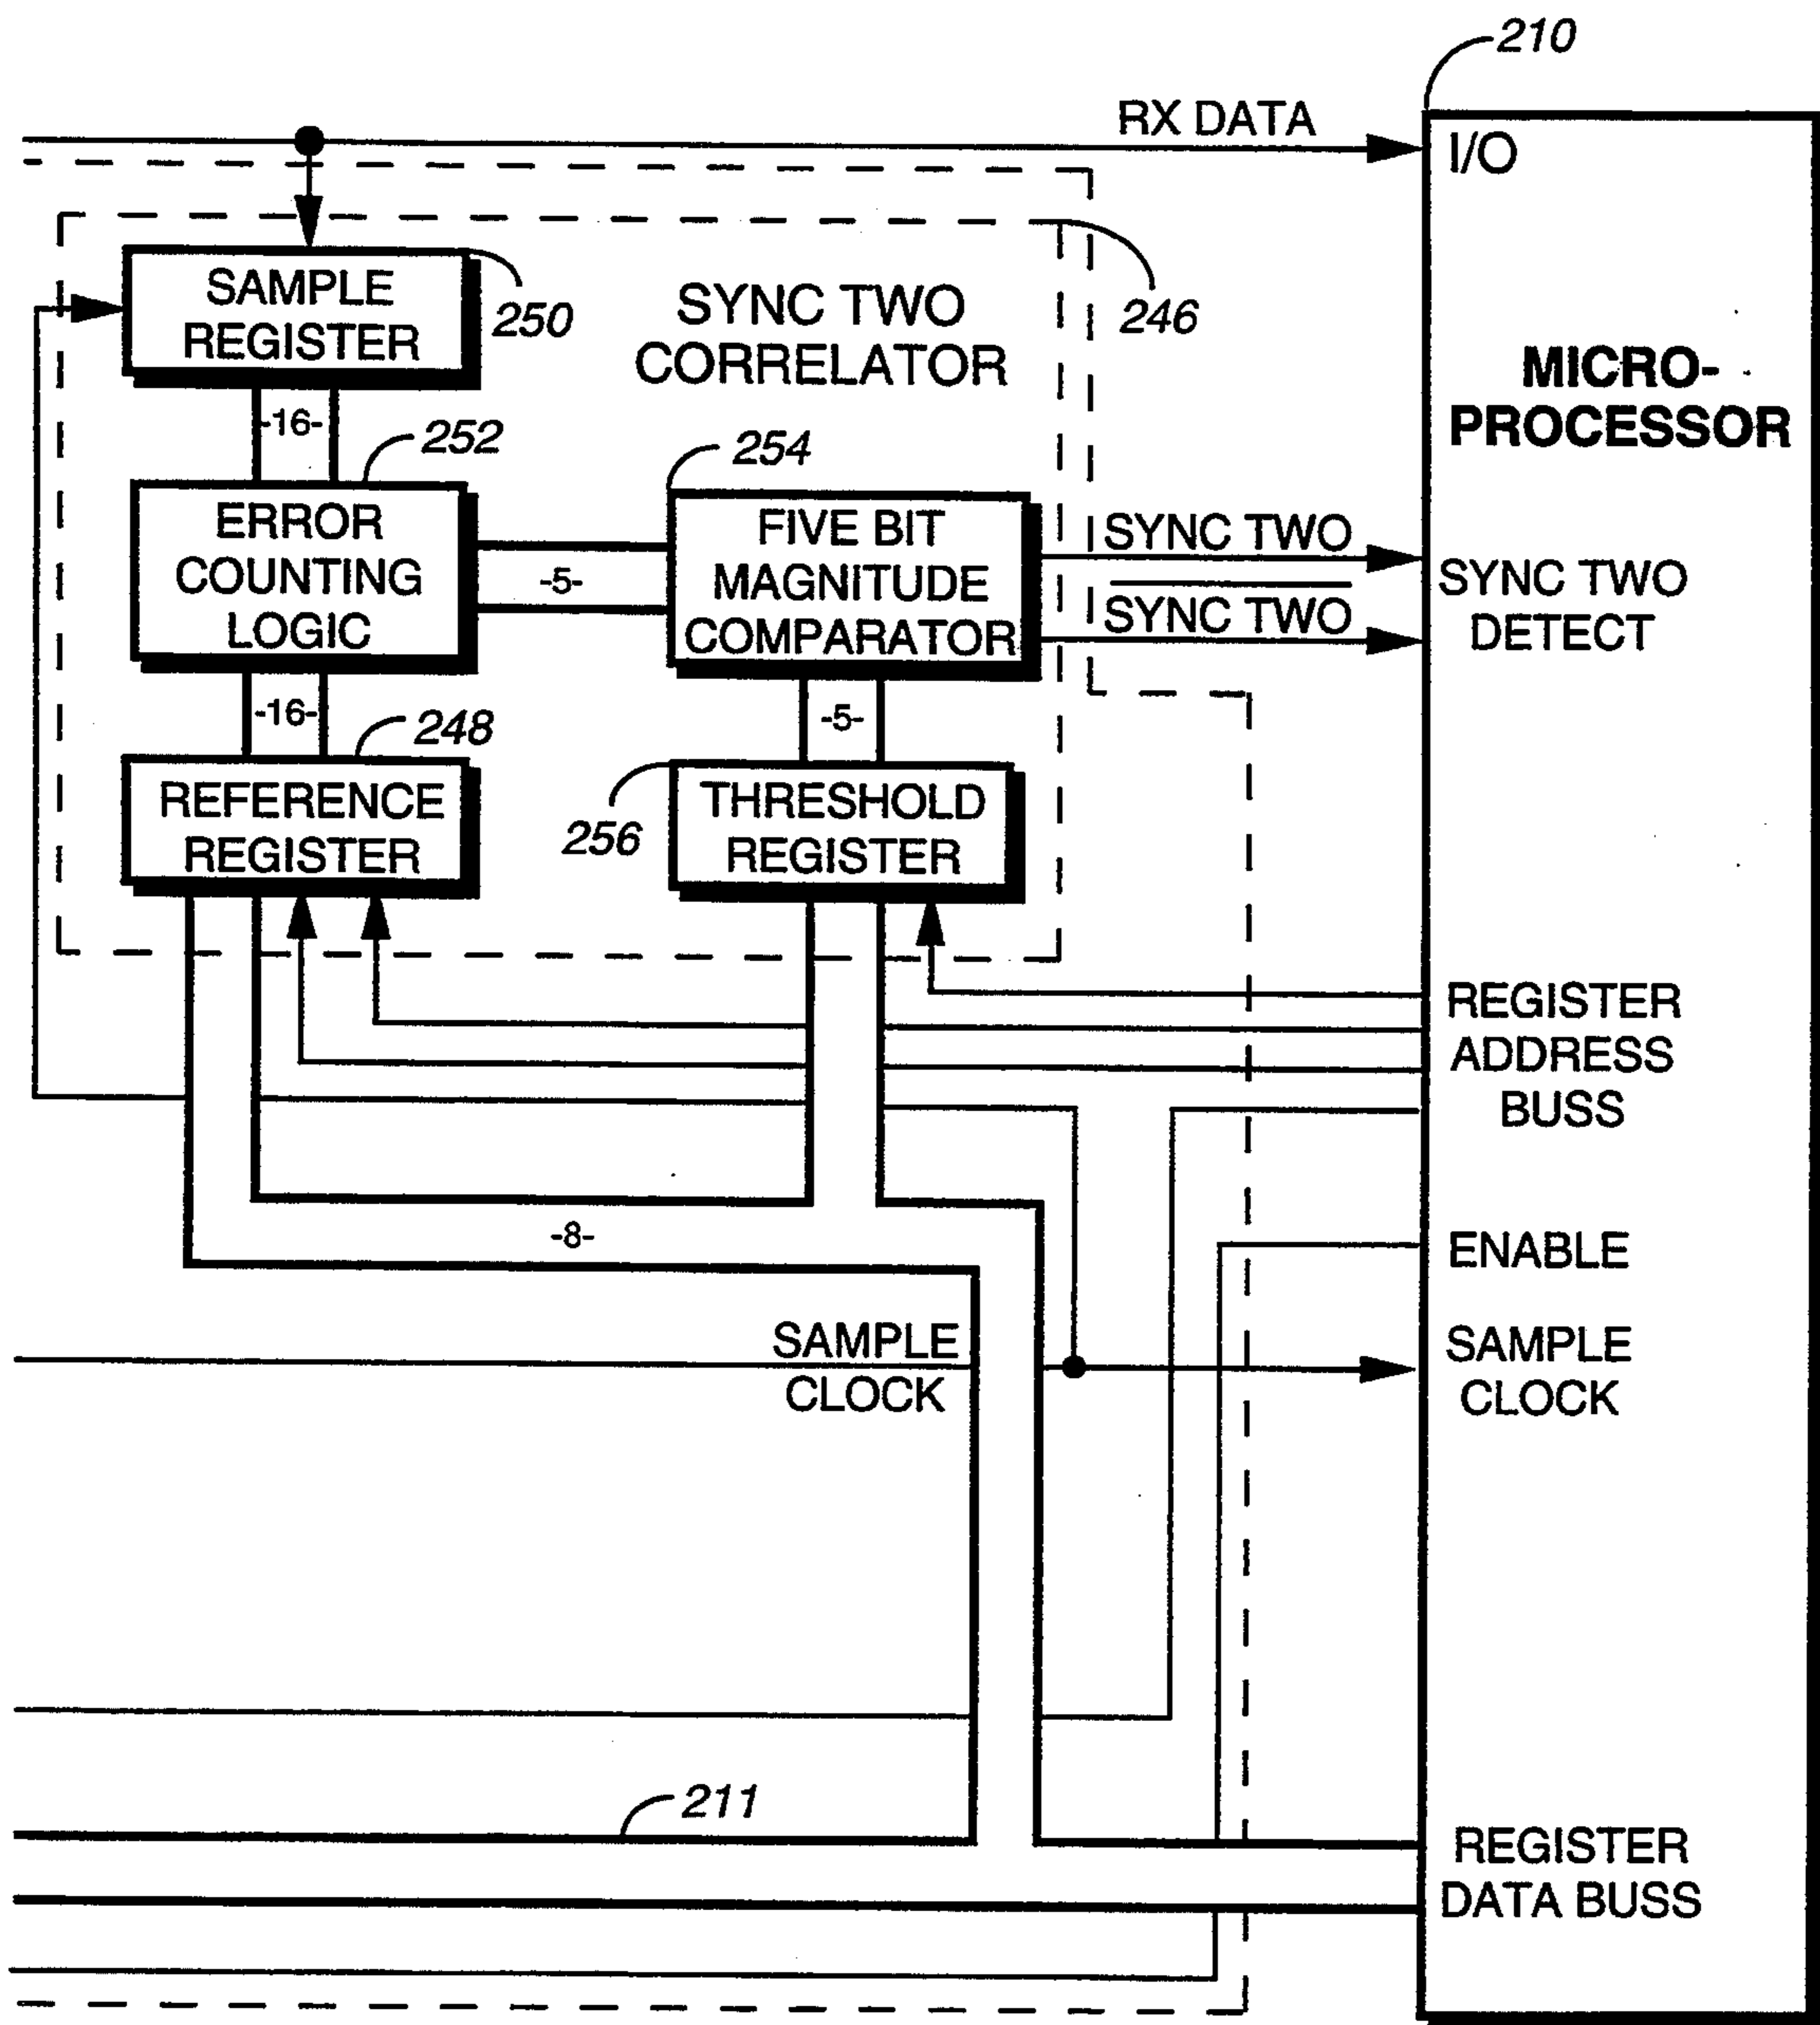 210
RX DATA
I/O
SAMPLE
REGISTER
250
SYNC TWO
CORRELATOR
246
MICRO-
PROCESSOR
-16-
252
254
ERROR
COUNTING
LOGIC
-5-
FIVE BIT
MAGNITUDE
COMPARATOR
SYNC TWO
SYNC TWO
SYNC TWO
DETECT
-16-
248
-5-
REFERENCE
REGISTER
256
THRESHOLD
REGISTER
REGISTER
ADDRESS
BUSS
-8-
ENABLE
SAMPLE
CLOCK
SAMPLE
CLOCK
211
REGISTER
DATA BUSS